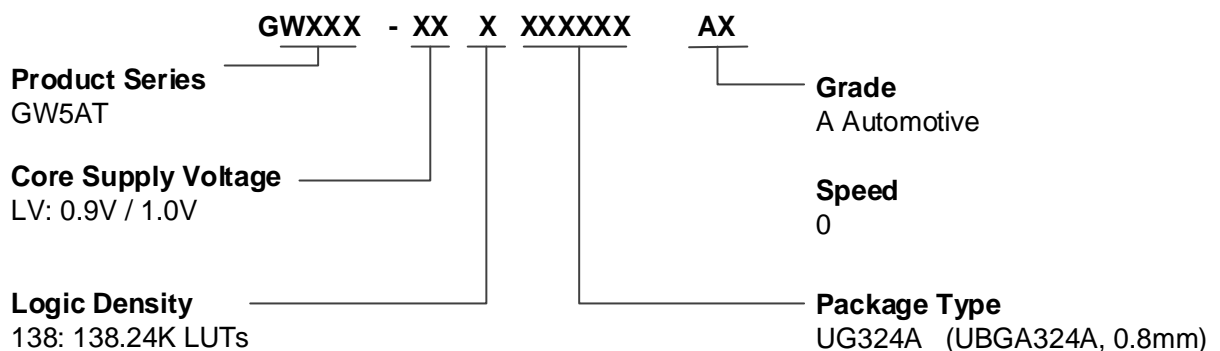 GWXXX - XX X XXXXXX AX
Product Series
GW5AT
Core Supply Voltage
LV: 0.9V / 1.0V
Logic Density
138: 138.24K LUTs
Grade
A Automotive
Speed
0
Package Type
UG324A (UBGA324A, 0.8mm)